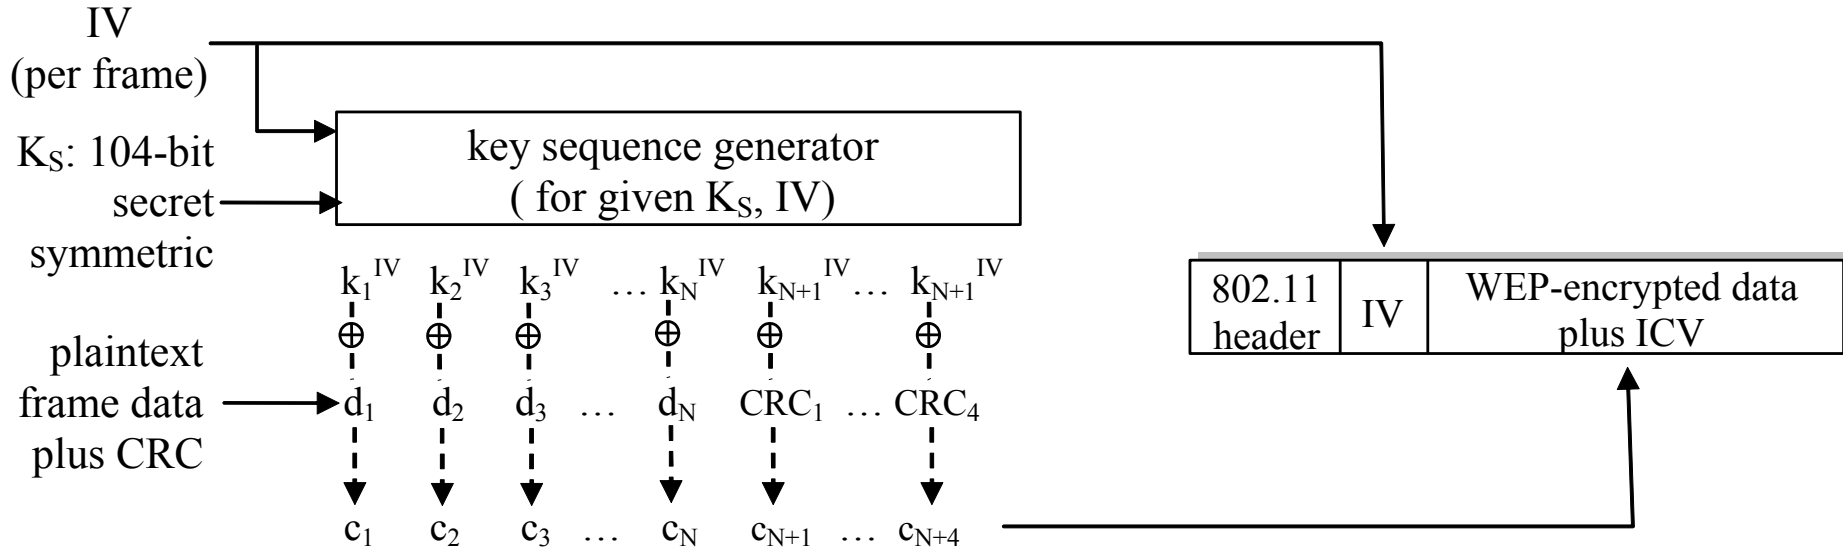 IV
(per frame)
K_S: 104-bit
secret
symmetric
key sequence generator
( for given K_S, IV)
k_1^IV k_2^IV k_3^IV … k_N^IV k_N+1^IV … k_N+1^IV
plaintext
frame data
plus CRC
d_1 d_2 d_3 … d_N CRC_1 … CRC_4
c_1 c_2 c_3 … c_N c_N+1 … c_N+4
802.11
header
IV
WEP-encrypted data
plus ICV